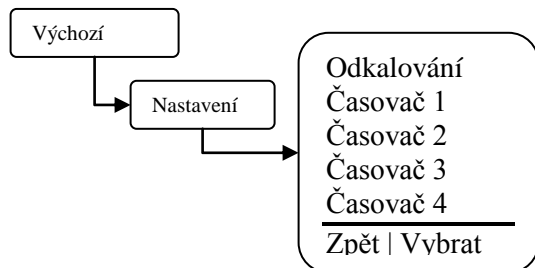 Výchozí
Nastavení
Odkalování
Časovač 1
Časovač 2
Časovač 3
Časovač 4
Zpět | Vybrat